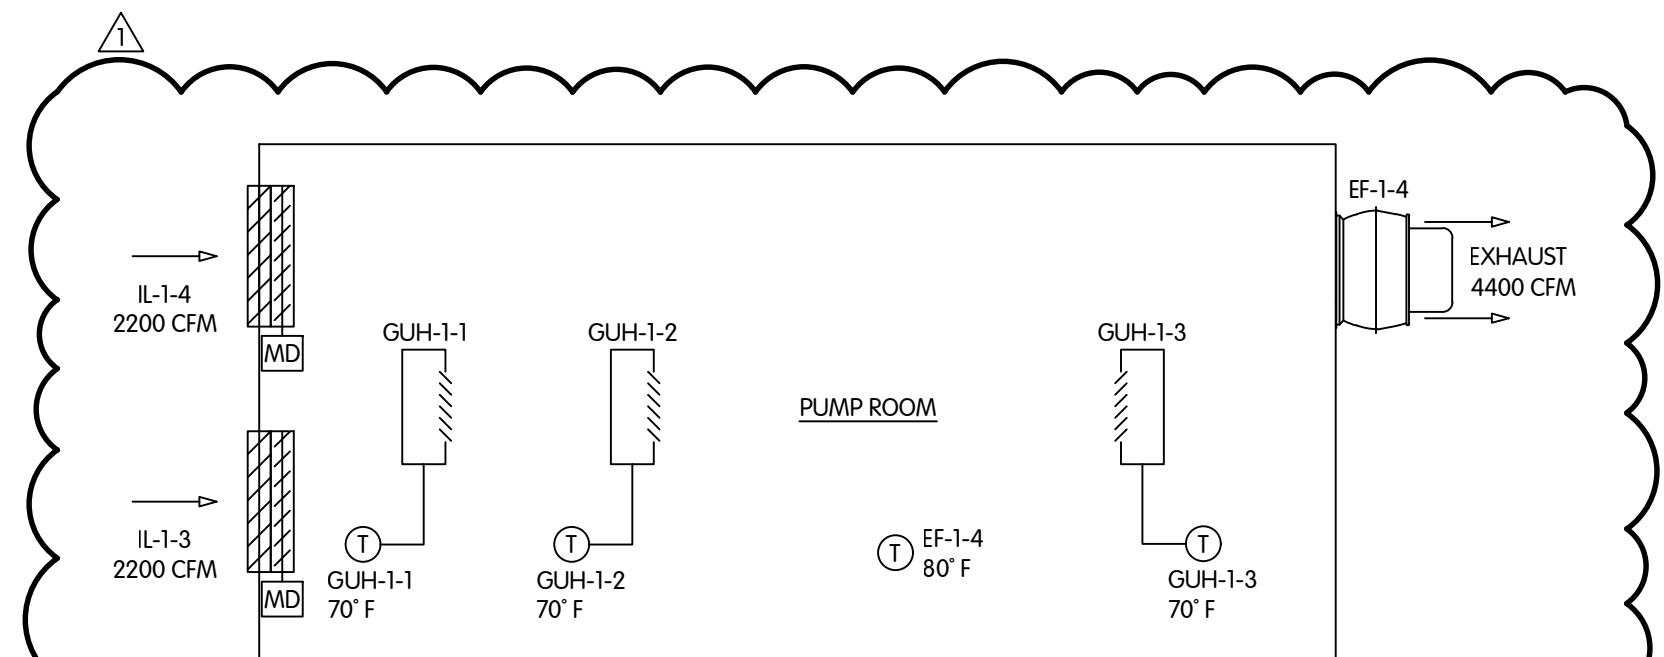 1
EF-1-4
EXHAUST
4400 CFM
IL-1-4
2200 CFM
MD
GUH-1-1
GUH-1-2
GUH-1-3
PUMP ROOM
IL-1-3
2200 CFM
MD
T
GUH-1-1
70° F
T
GUH-1-2
70° F
T
EF-1-4
80° F
T
GUH-1-3
70° F